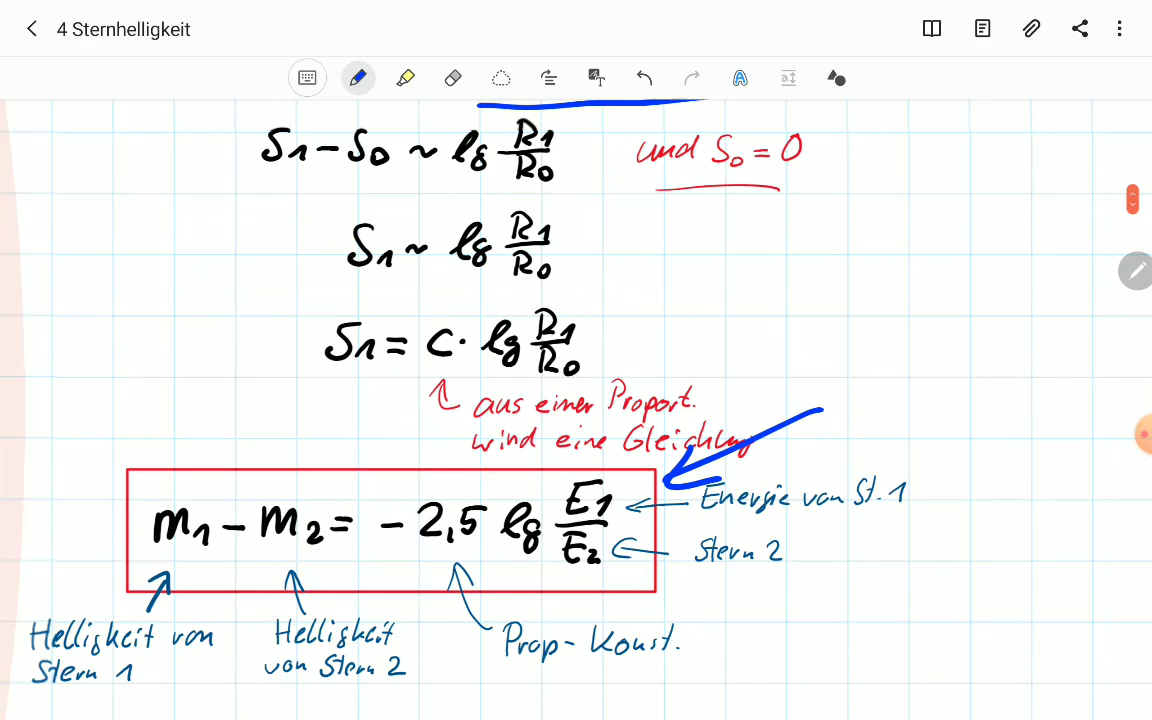 4 Sternhelligkeit
S1 - S0 ~ lg R1/R0 und S0 = 0
S1 ~ lg R1/R0
S1 = C · lg R1/R0
aus einer Proport.
wird eine Gleichung
m1 - m2 = - 2,5 lg E1/E2
Energie von St. 1
Stern 2
Helligkeit von
Stern 1
Helligkeit
von Stern 2
Prop-Konst.